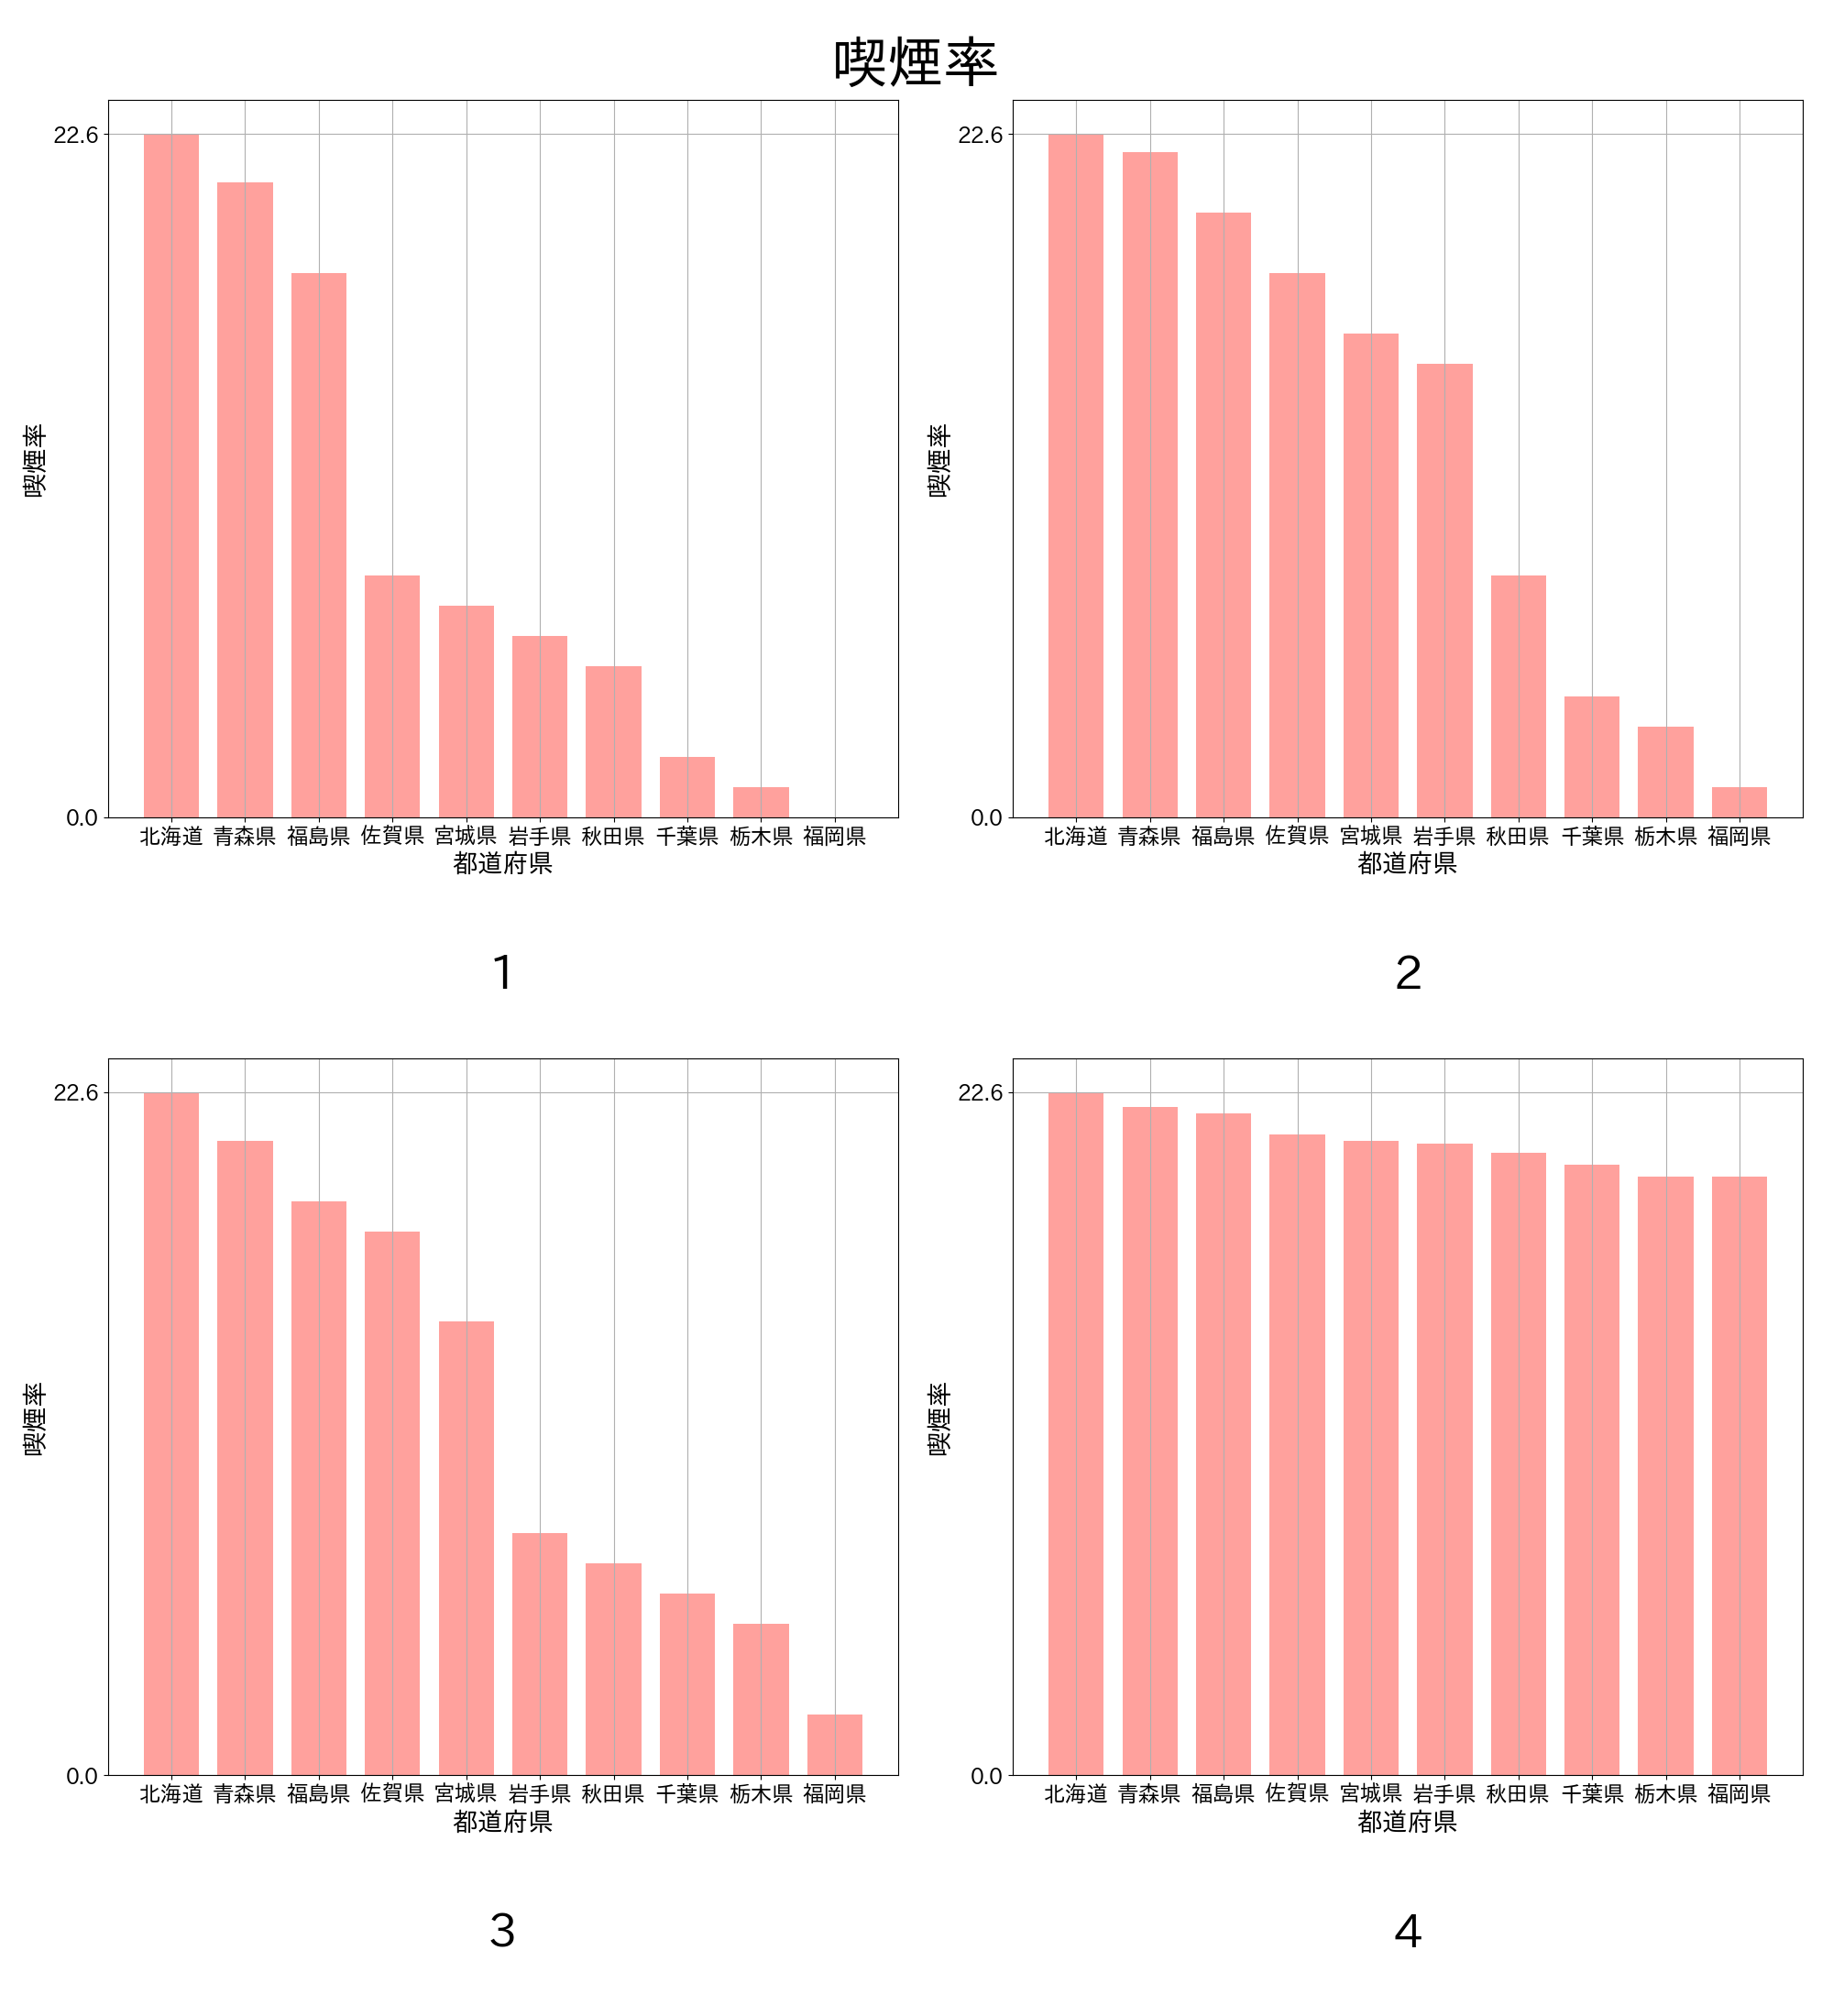 喫煙率
22.6
0.0
喫煙率
北海道 青森県 福島県 佐賀県 宮城県 岩手県 秋田県 千葉県 栃木県 福岡県
都道府県
1
22.6
0.0
喫煙率
北海道 青森県 福島県 佐賀県 宮城県 岩手県 秋田県 千葉県 栃木県 福岡県
都道府県
2
22.6
0.0
喫煙率
北海道 青森県 福島県 佐賀県 宮城県 岩手県 秋田県 千葉県 栃木県 福岡県
都道府県
3
22.6
0.0
喫煙率
北海道 青森県 福島県 佐賀県 宮城県 岩手県 秋田県 千葉県 栃木県 福岡県
都道府県
4